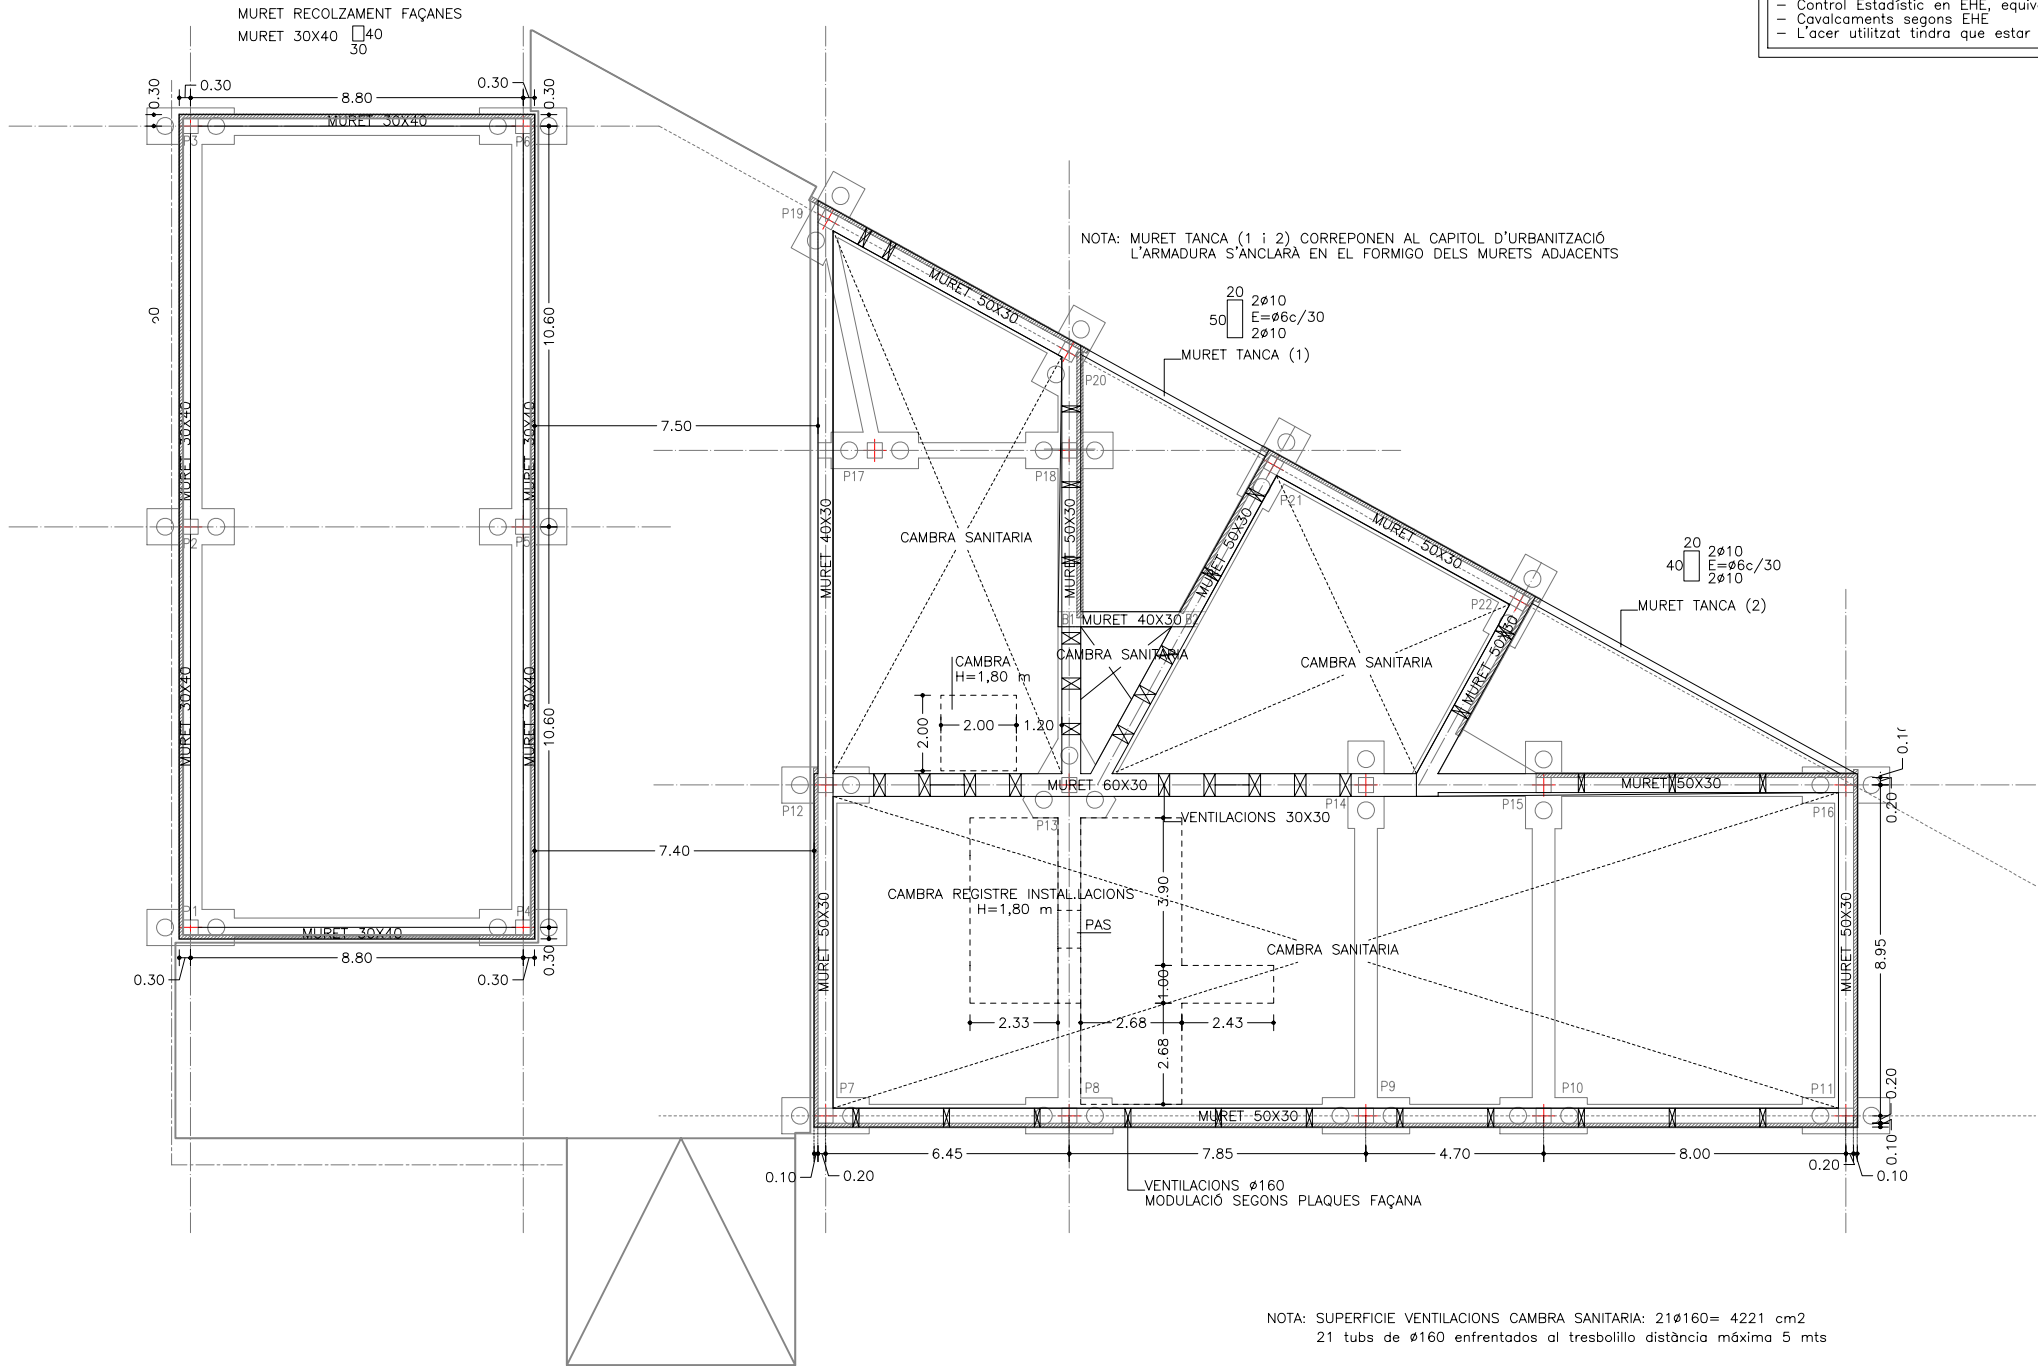 MURET RECOLZAMENT FAÇANES
MURET 30X40
40
30
- Control Estadístic en EHE, equiv
- Cavalcaments segons EHE
- L'acer utilitzat tindra que estar
0.30
0.30
8.80
0.30
0.30
MURET 30X40
P3
P6
P19
NOTA: MURET TANCA (1 i 2) CORREPONEN AL CAPITOL D'URBANITZACIÓ
L'ARMADURA S'ANCLARÀ EN EL FORMIGO DELS MURETS ADJACENTS
MURET 50X30
20
50
2ø10
E=ø6c/30
2ø10
MURET TANCA (1)
10.60
P20
7.50
MURET 30X40
MURET 30X40
P17
P18
P21
P2
P5
MURET 40X30
CAMBRA SANITARIA
MURET 50X30
MURET 50X30
MURET 50X30
20
40
2ø10
E=ø6c/30
2ø10
MURET TANCA (2)
P22
B1
MURET 40X30
B2
CAMBRA SANITARIA
CAMBRA SANITARIA
MURET 50X30
CAMBRA
H=1,80 m
MURET 30X40
MURET 30X40
10.60
2.00
2.00
1.20
P12
MURET 60X30
P13
P14
P15
MURET 50X30
P16
0.20
VENTILACIONS 30X30
7.40
3.90
CAMBRA REGISTRE INSTAL.LACIONS
H=1,80 m
PAS
CAMBRA SANITARIA
MURET 50X30
MURET 50X30
8.95
P1
P4
MURET 30X40
8.80
0.30
0.30
0.30
1.00
2.33
2.68
2.43
2.68
P7
P8
P9
P10
P11
0.20
MURET 50X30
0.10
6.45
7.85
4.70
8.00
0.10
0.20
0.20
0.10
VENTILACIONS ø160
MODULACIÓ SEGONS PLAQUES FAÇANA
NOTA: SUPERFICIE VENTILACIONS CAMBRA SANITARIA: 21ø160= 4221 cm2
21 tubs de ø160 enfrentados al tresbolillo distància máxima 5 mts